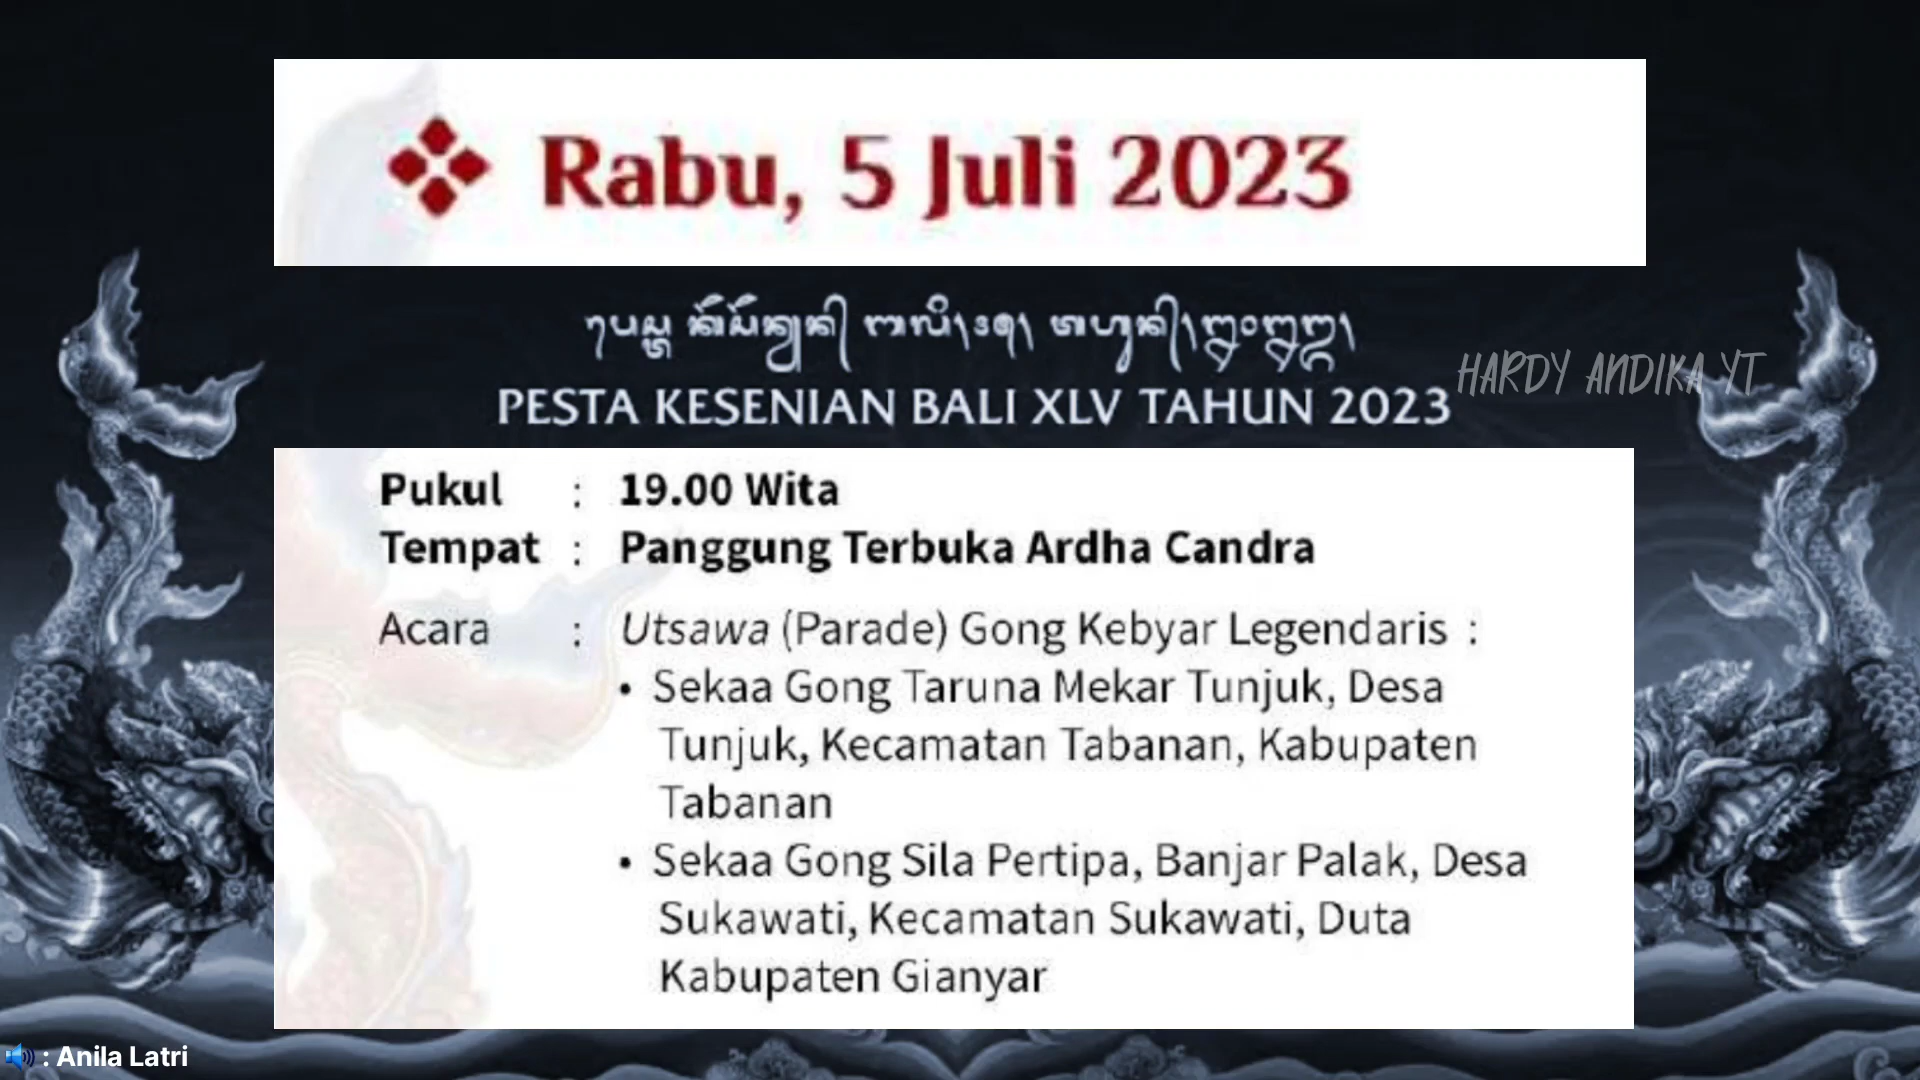 Rabu, 5 Juli 2023
PESTA KESENIAN BALI XLV TAHUN 2023
HARDY ANDIKA YT
Pukul : 19.00 Wita
Tempat : Panggung Terbuka Ardha Candra
Acara : Utsawa (Parade) Gong Kebyar Legendaris :
• Sekaa Gong Taruna Mekar Tunjuk, Desa
Tunjuk, Kecamatan Tabanan, Kabupaten
Tabanan
• Sekaa Gong Sila Pertipa, Banjar Palak, Desa
Sukawati, Kecamatan Sukawati, Duta
Kabupaten Gianyar
🔊 : Anila Latri